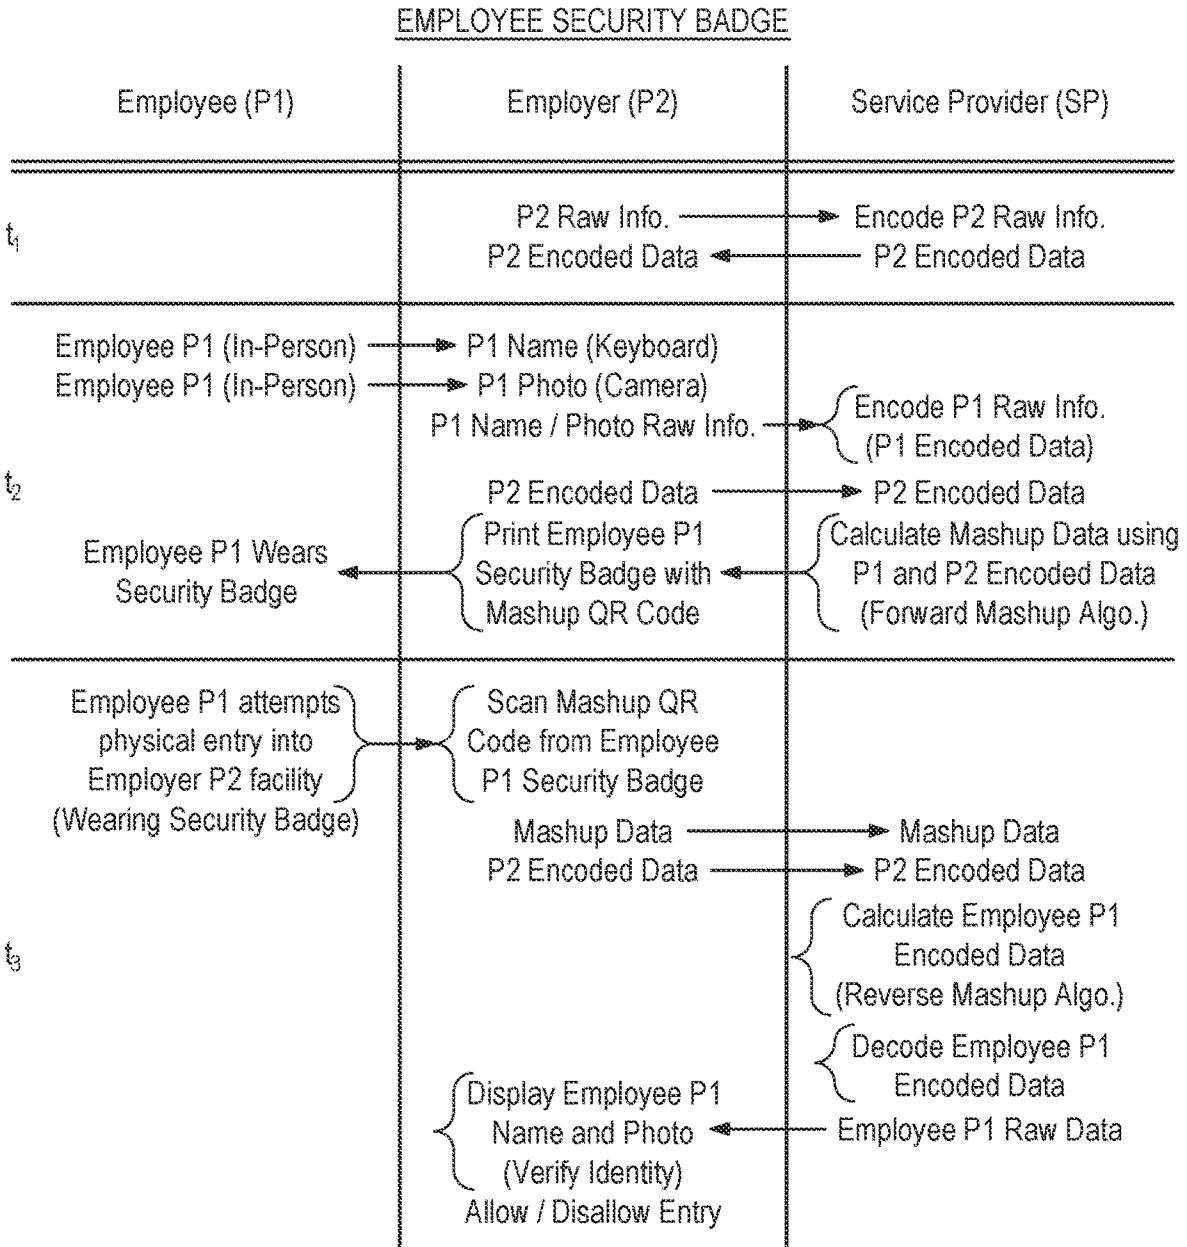 EMPLOYEE SECURITY BADGE
Employee (P1)
Employer (P2)
Service Provider (SP)
t1
P2 Raw Info.
Encode P2 Raw Info.
P2 Encoded Data
P2 Encoded Data
t2
Employee P1 (In-Person)
P1 Name (Keyboard)
Employee P1 (In-Person)
P1 Photo (Camera)
P1 Name / Photo Raw Info.
Encode P1 Raw Info.
(P1 Encoded Data)
P2 Encoded Data
P2 Encoded Data
Calculate Mashup Data using
P1 and P2 Encoded Data
(Forward Mashup Algo.)
Print Employee P1
Security Badge with
Mashup QR Code
Employee P1 Wears
Security Badge
t3
Employee P1 attempts
physical entry into
Employer P2 facility
(Wearing Security Badge)
Scan Mashup QR
Code from Employee
P1 Security Badge
Mashup Data
Mashup Data
P2 Encoded Data
P2 Encoded Data
Calculate Employee P1
Encoded Data
(Reverse Mashup Algo.)
Decode Employee P1
Encoded Data
Employee P1 Raw Data
Display Employee P1
Name and Photo
(Verify Identity)
Allow / Disallow Entry